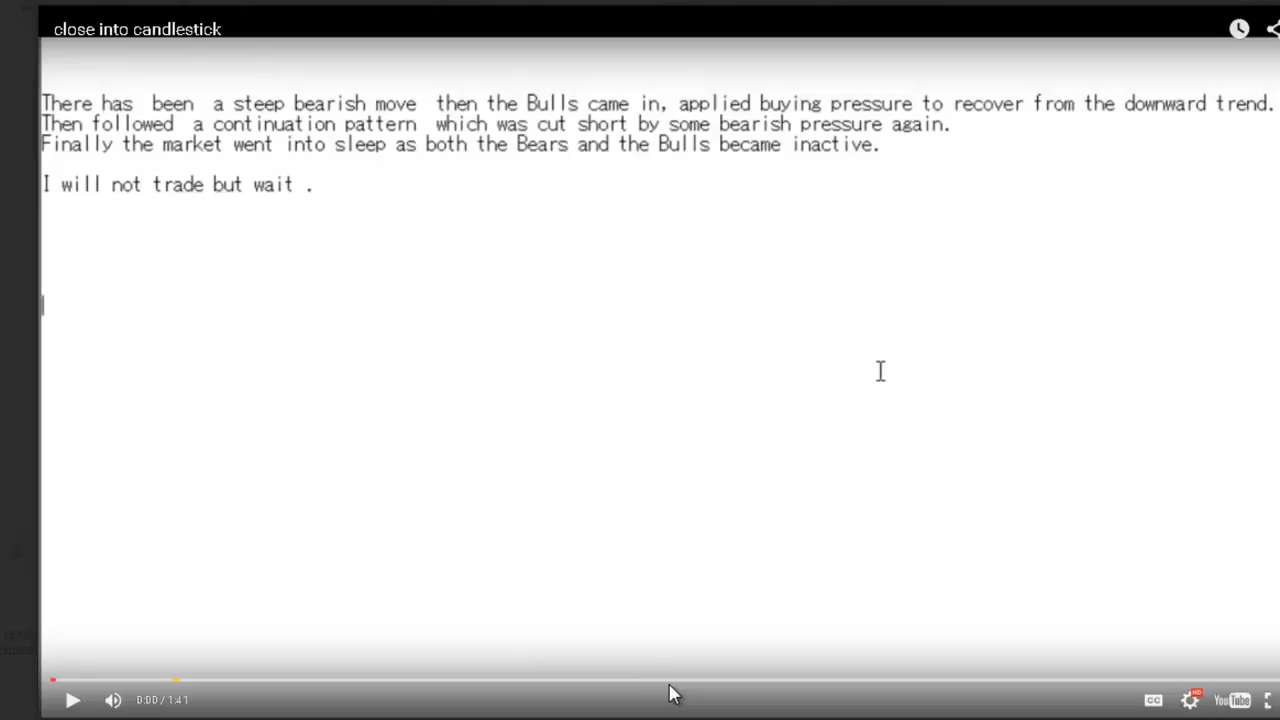 close into candlestick
There has been a steep bearish move then the Bulls came in, applied buying pressure to recover from the downward trend.
Then followed a continuation pattern which was cut short by some bearish pressure again.
Finally the market went into sleep as both the Bears and the Bulls became inactive.
I will not trade but wait .
0:00 / 1:41
CC
HD
YouTube